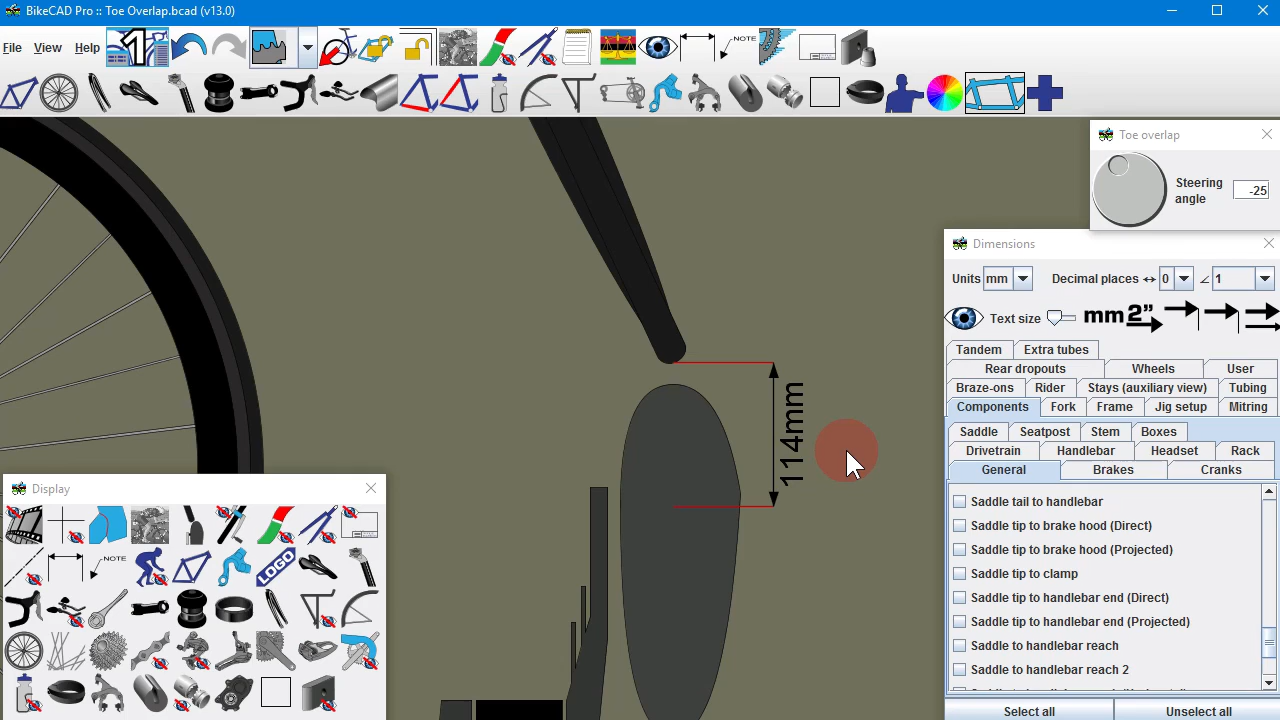 BikeCAD Pro :: Toe Overlap.bcad (v13.0)
File View Help
1
NOTE
Toe overlap
Steering
angle
-25
Dimensions
Units mm Decimal places 0 1
Text size mm 2"
Tandem Extra tubes
Rear dropouts Wheels User
Braze-ons Rider Stays (auxiliary view) Tubing
Components Fork Frame Jig setup Mitring
Saddle Seatpost Stem Boxes
Drivetrain Handlebar Headset Rack
General Brakes Cranks
Saddle tail to handlebar
Saddle tip to brake hood (Direct)
Saddle tip to brake hood (Projected)
Saddle tip to clamp
Saddle tip to handlebar end (Direct)
Saddle tip to handlebar end (Projected)
Saddle to handlebar reach
Saddle to handlebar reach 2
Select all Unselect all
114mm
Display
NOTE
LOGO